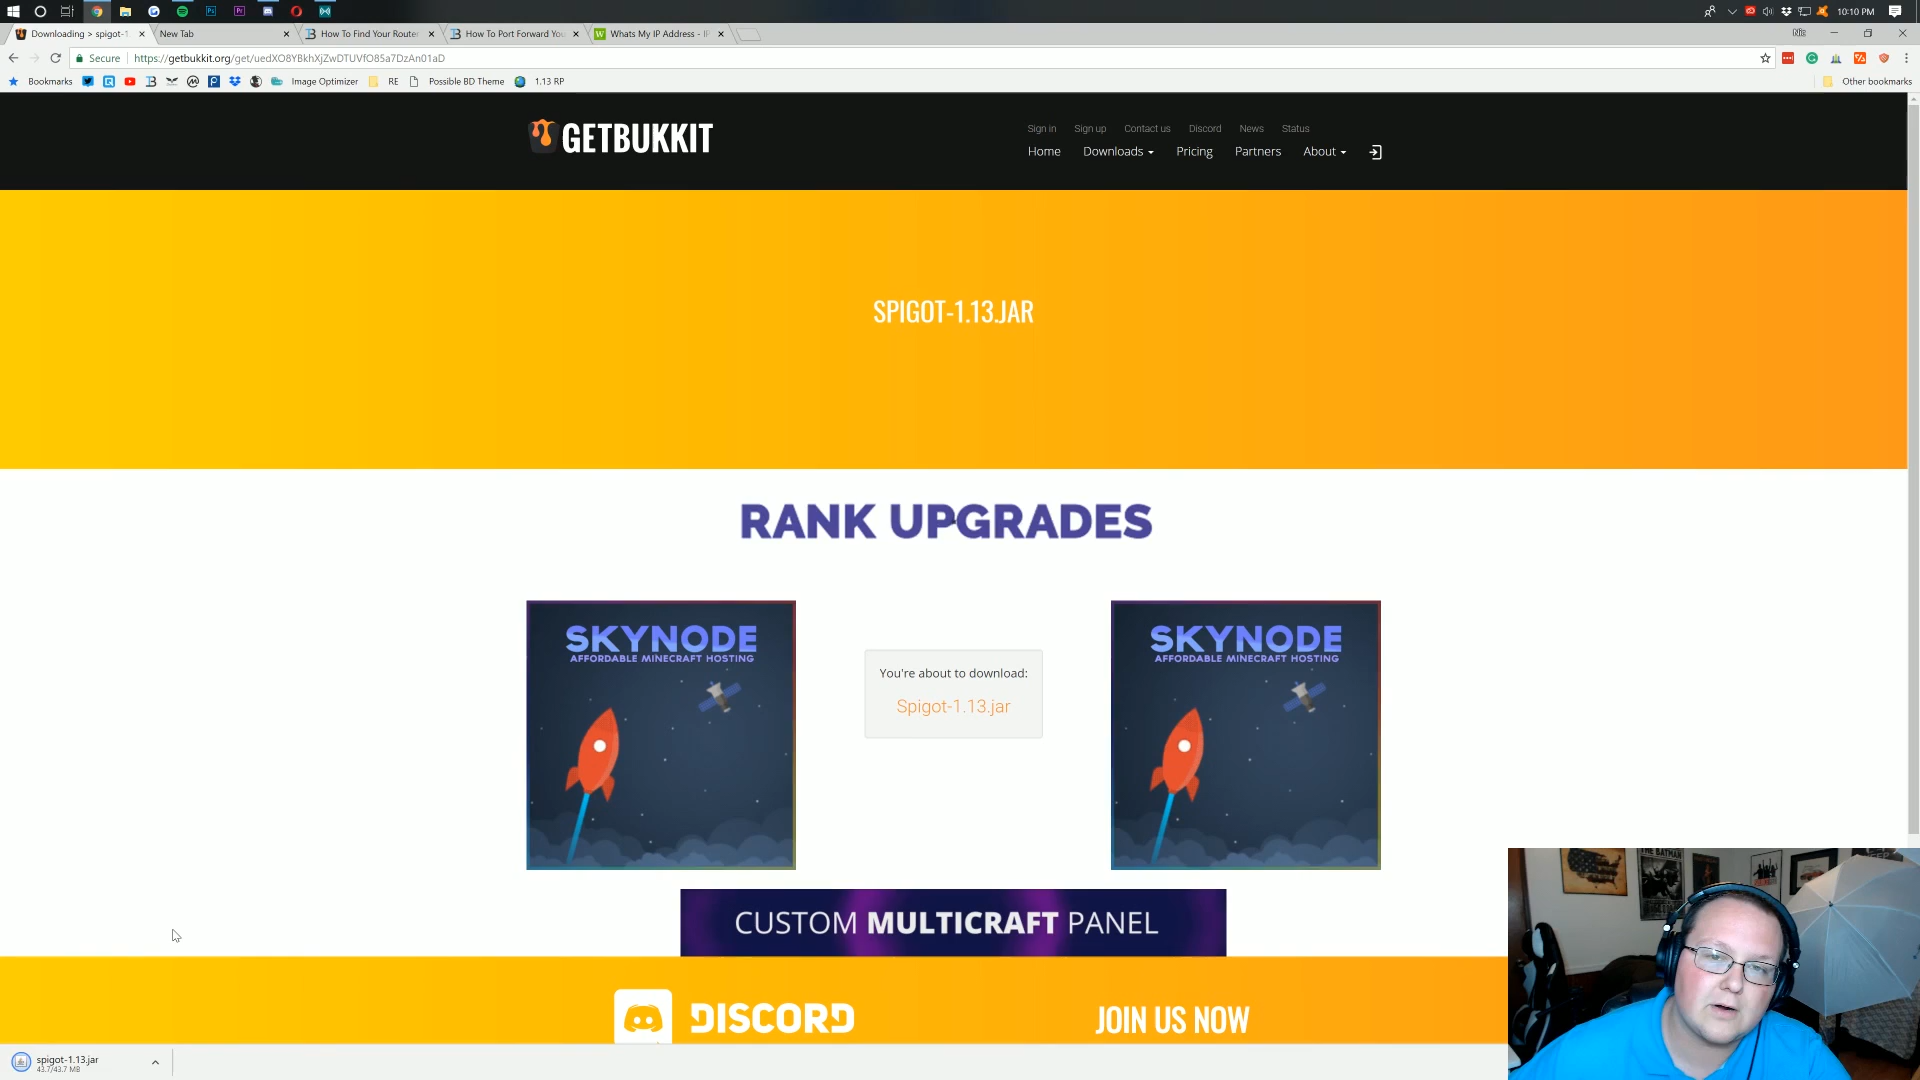 10:10 PM
Downloading > spigot-1
New Tab
How To Find Your Router
How To Port Forward You
Whats My IP Address - IP
Secure
https://getbukkit.org/get/uedXO8YBkhXjZwDTUVfO85a7DzAn01aD
Bookmarks
Image Optimizer
RE
Possible BD Theme
1.13 RP
Other bookmarks
GETBUKKIT
Sign in
Sign up
Contact us
Discord
News
Status
Home
Downloads
Pricing
Partners
About
SPIGOT-1.13.JAR
RANK UPGRADES
SKYNODE
AFFORDABLE MINECRAFT HOSTING
You're about to download:
Spigot-1.13.jar
SKYNODE
AFFORDABLE MINECRAFT HOSTING
CUSTOM MULTICRAFT PANEL
DISCORD
JOIN US NOW
spigot-1.13.jar
43.7/43.7 MB